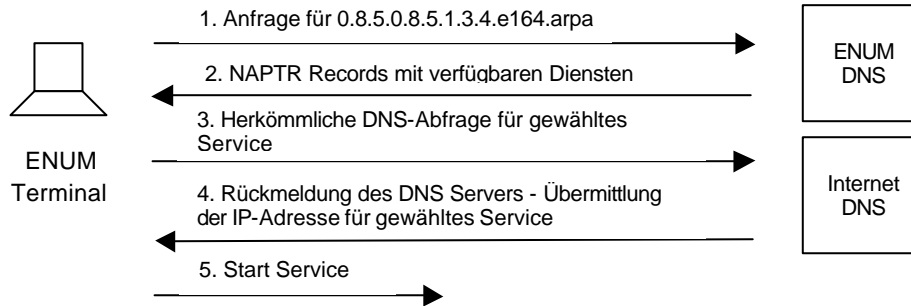 1. Anfrage für 0.8.5.0.8.5.1.3.4.e164.arpa
ENUM
DNS
2. NAPTR Records mit verfügbaren Diensten
3. Herkömmliche DNS-Abfrage für gewähltes
Service
ENUM
Terminal
Internet
DNS
4. Rückmeldung des DNS Servers - Übermittlung
der IP-Adresse für gewähltes Service
5. Start Service